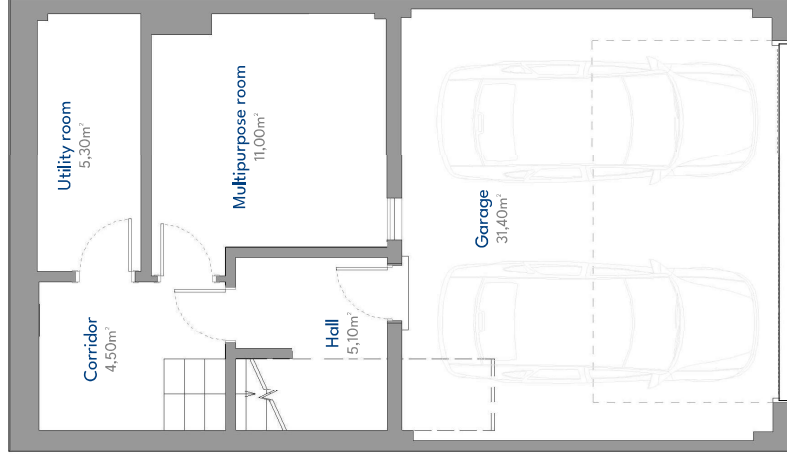 Utility room
5,30m²
Multipurpose room
11,00m²
Garage
31,40m²
Corridor
4,50m²
Hall
5,10m²